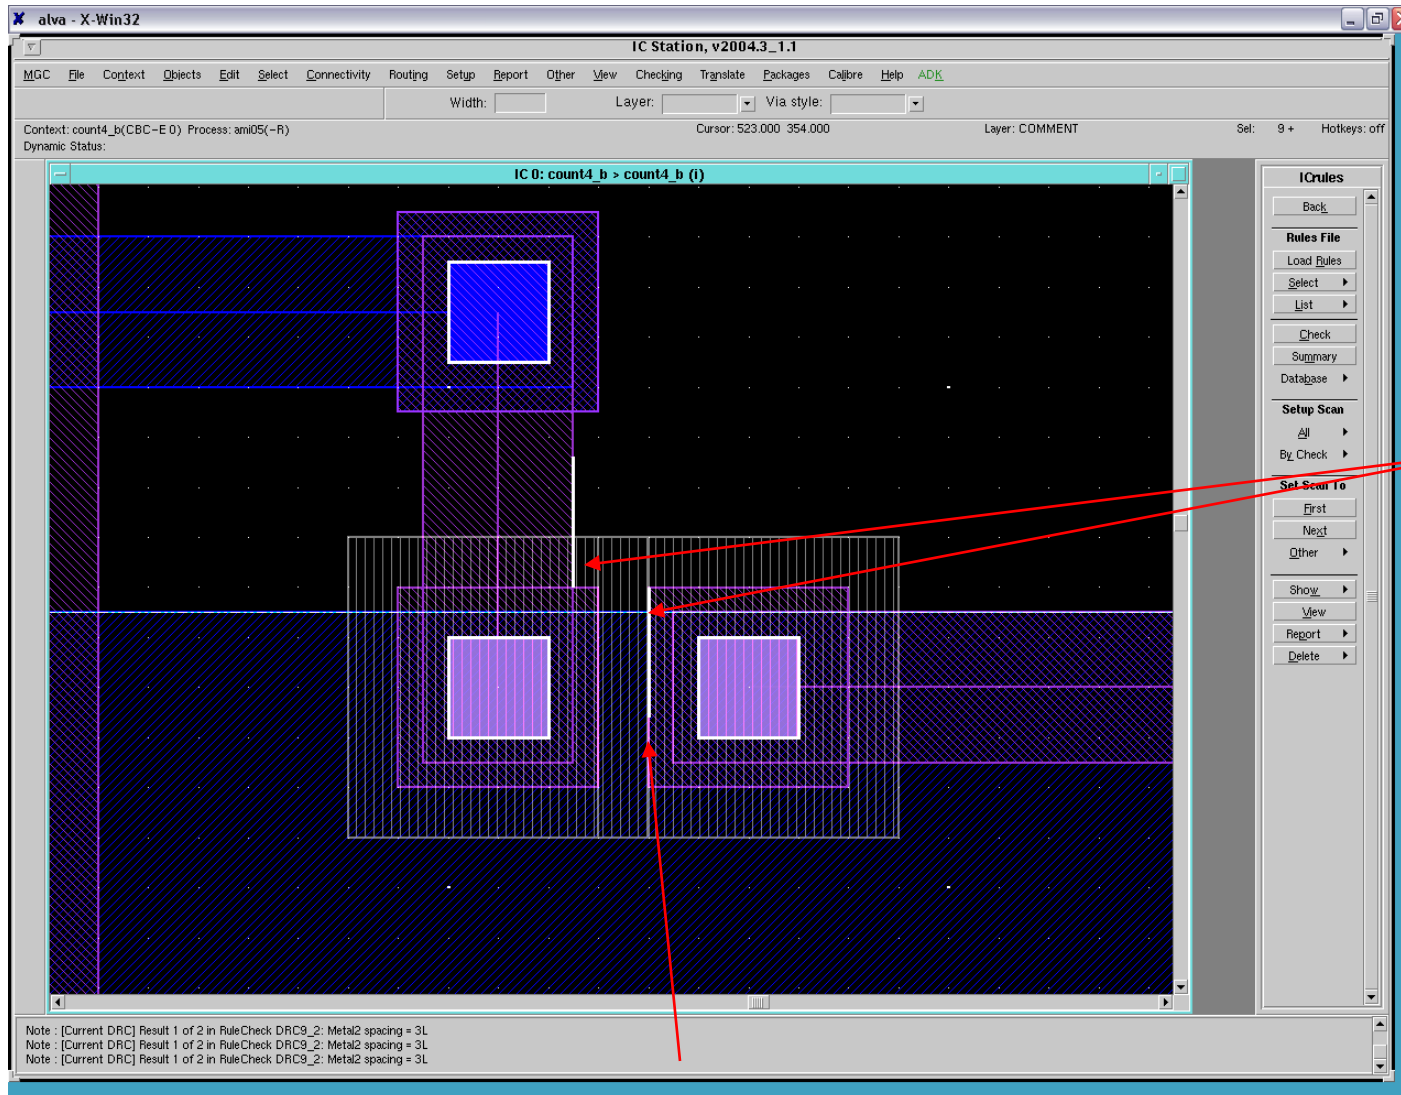 alva - X-Win32
IC Station, v2004.3_1.1
MGC File Context Objects Edit Select Connectivity Routing Setup Report Other View Checking Translate Packages Calibre Help ADK
Width: Layer: Via style:
Context: count4_b(CBC-E 0) Process: ami05(-R) Cursor: 523.000 354.000 Layer: COMMENT Sel: 9 + Hotkeys: off
Dynamic Status:
IC 0: count4_b > count4_b (i)
ICrules
Back
Rules File
Load Rules
Select
List
Check
Summary
Database
Setup Scan
All
By Check
Set Scan To
First
Next
Other
Show
View
Report
Delete
Note : [Current DRC] Result 1 of 2 in RuleCheck DRC9_2: Metal2 spacing = 3L
Note : [Current DRC] Result 1 of 2 in RuleCheck DRC9_2: Metal2 spacing = 3L
Note : [Current DRC] Result 1 of 2 in RuleCheck DRC9_2: Metal2 spacing = 3L